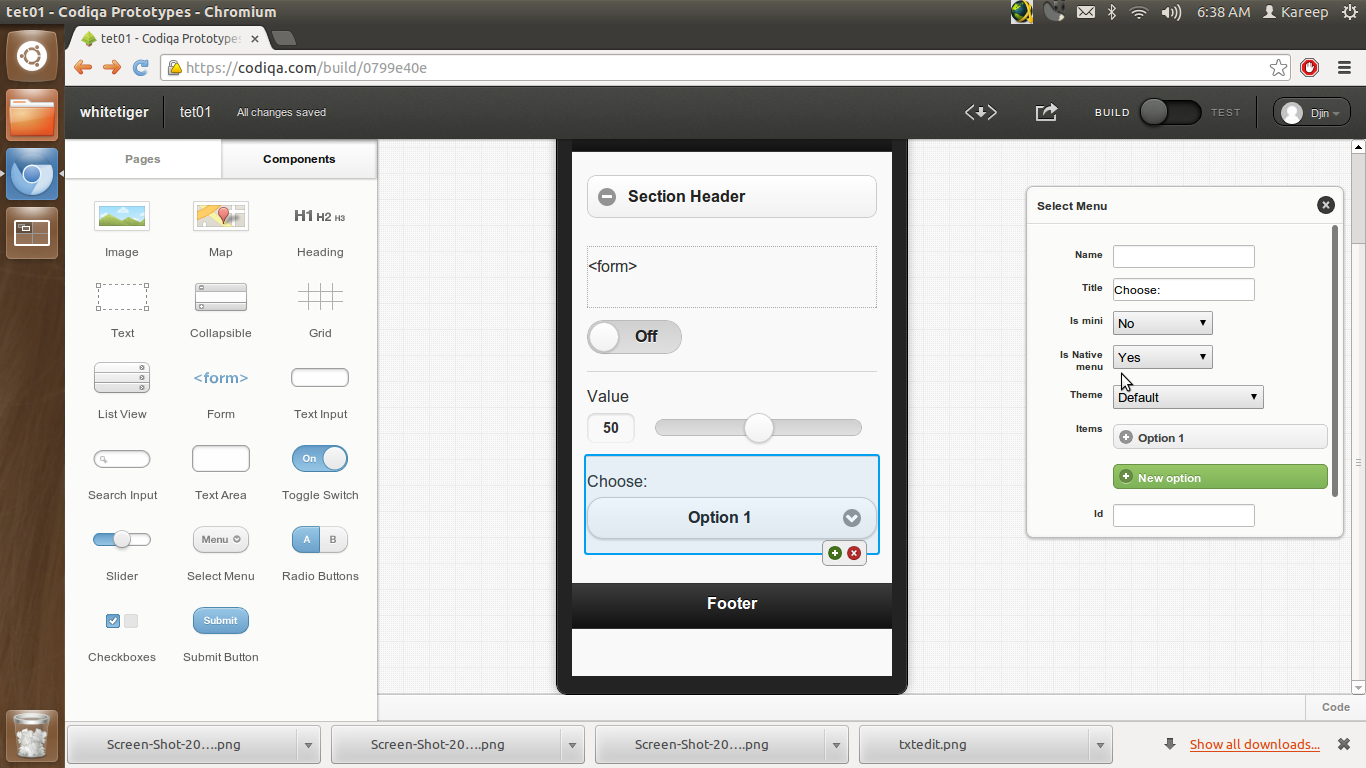 tet01 - Codiqa Prototypes - Chromium
6:38 AM
Kareep
tet01 - Codiqa Prototypes
https://codiqa.com/build/0799e40e
whitetiger
tet01
All changes saved
BUILD
TEST
Djin
Pages
Components
Image
Map
H1 H2 H3
Heading
Text
Collapsible
Grid
List View
<form>
Form
Text Input
Search Input
Text Area
On
Toggle Switch
Slider
Menu
Select Menu
A B
Radio Buttons
Checkboxes
Submit
Submit Button
Section Header
<form>
Off
Value
50
Choose:
Option 1
Footer
Select Menu
Name
Title
Choose:
Is mini
No
Is Native
menu
Yes
Theme
Default
Items
Option 1
New option
Id
Code
Screen-Shot-20....png
Screen-Shot-20....png
Screen-Shot-20....png
txtedit.png
Show all downloads...